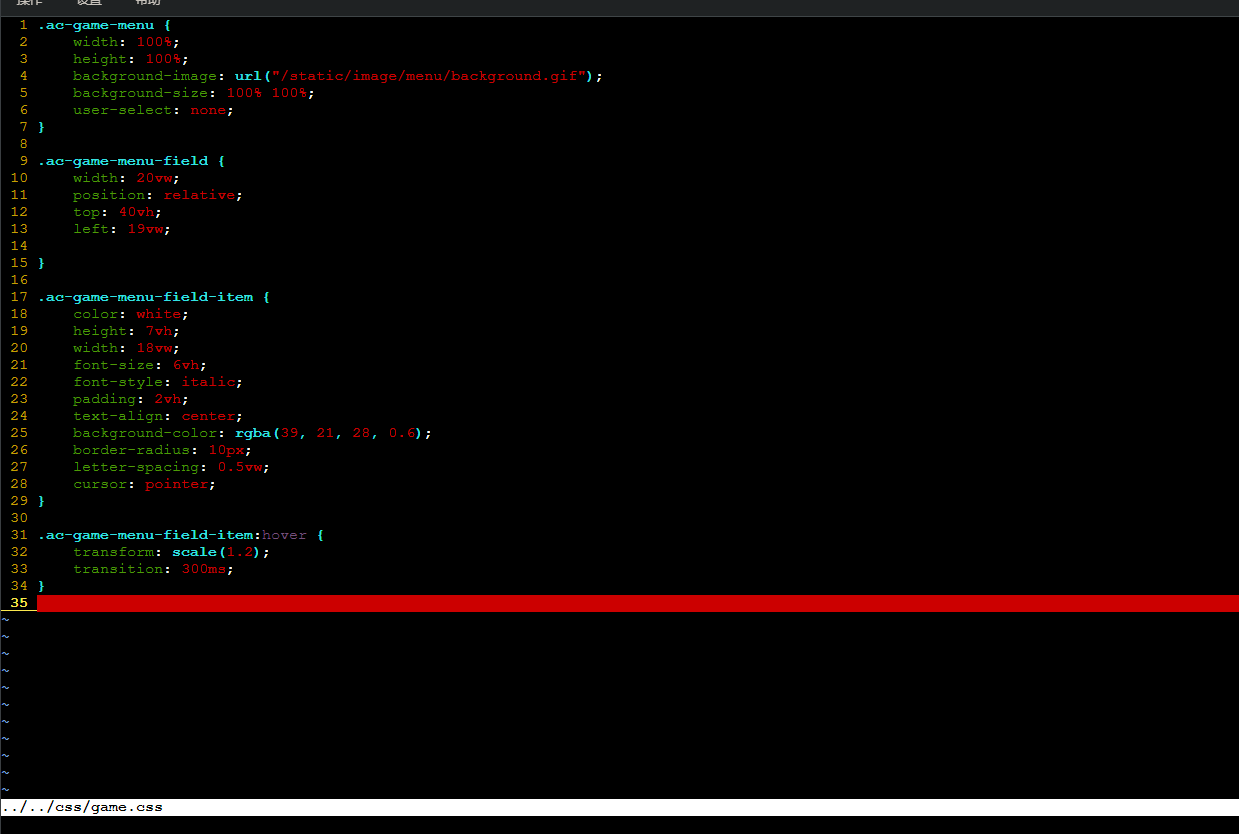 操作 设置 帮助
1 .ac-game-menu {
2     width: 100%;
3     height: 100%;
4     background-image: url("/static/image/menu/background.gif");
5     background-size: 100% 100%;
6     user-select: none;
7 }
8
9 .ac-game-menu-field {
10     width: 20vw;
11     position: relative;
12     top: 40vh;
13     left: 19vw;
14
15 }
16
17 .ac-game-menu-field-item {
18     color: white;
19     height: 7vh;
20     width: 18vw;
21     font-size: 6vh;
22     font-style: italic;
23     padding: 2vh;
24     text-align: center;
25     background-color: rgba(39, 21, 28, 0.6);
26     border-radius: 10px;
27     letter-spacing: 0.5vw;
28     cursor: pointer;
29 }
30
31 .ac-game-menu-field-item:hover {
32     transform: scale(1.2);
33     transition: 300ms;
34 }
35
~
~
~
~
~
~
~
~
~
~
~
../../css/game.css